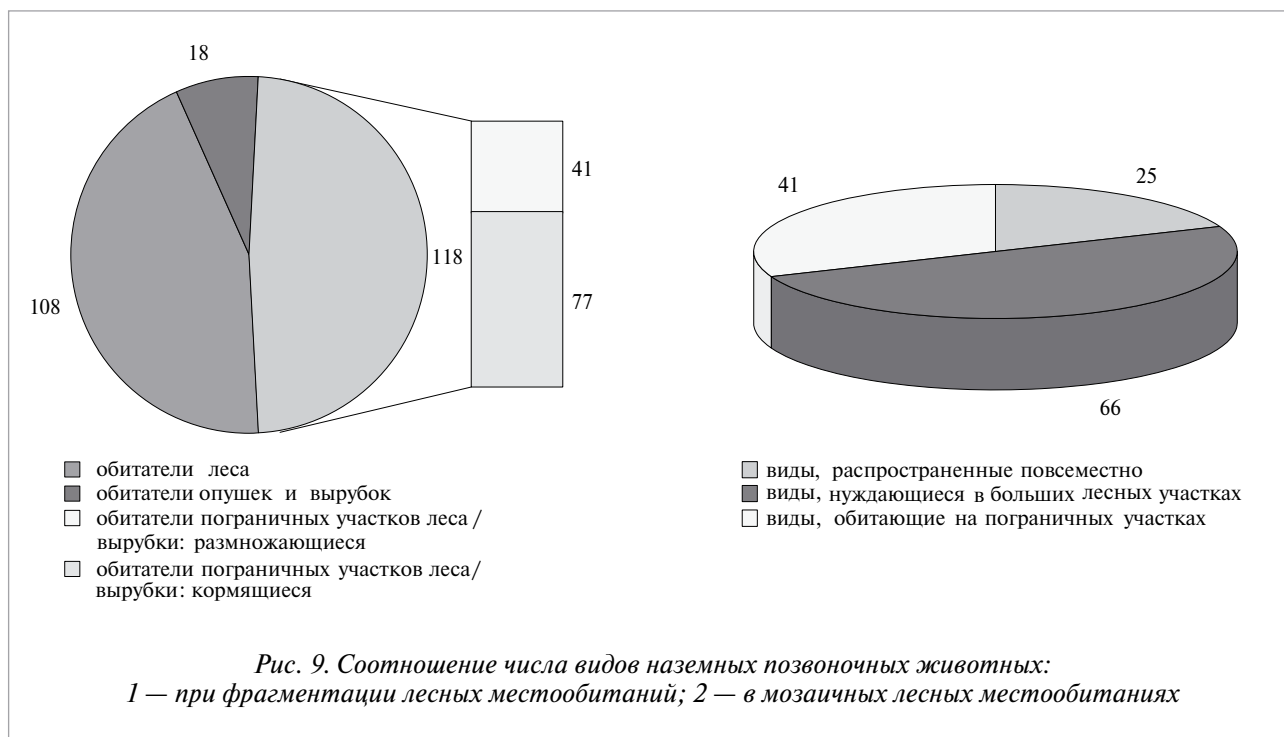 18
41
118
77
108
обитатели леса
обитатели опушек и вырубок
обитатели пограничных участков леса/
вырубки: размножающиеся
обитатели пограничных участков леса/
вырубки: кормящиеся
41
25
66
виды, распространенные повсеместно
виды, нуждающиеся в больших лесных участках
виды, обитающие на пограничных участках
Рис. 9. Соотношение числа видов наземных позвоночных животных:
1 — при фрагментации лесных местообитаний; 2 — в мозаичных лесных местообитаниях